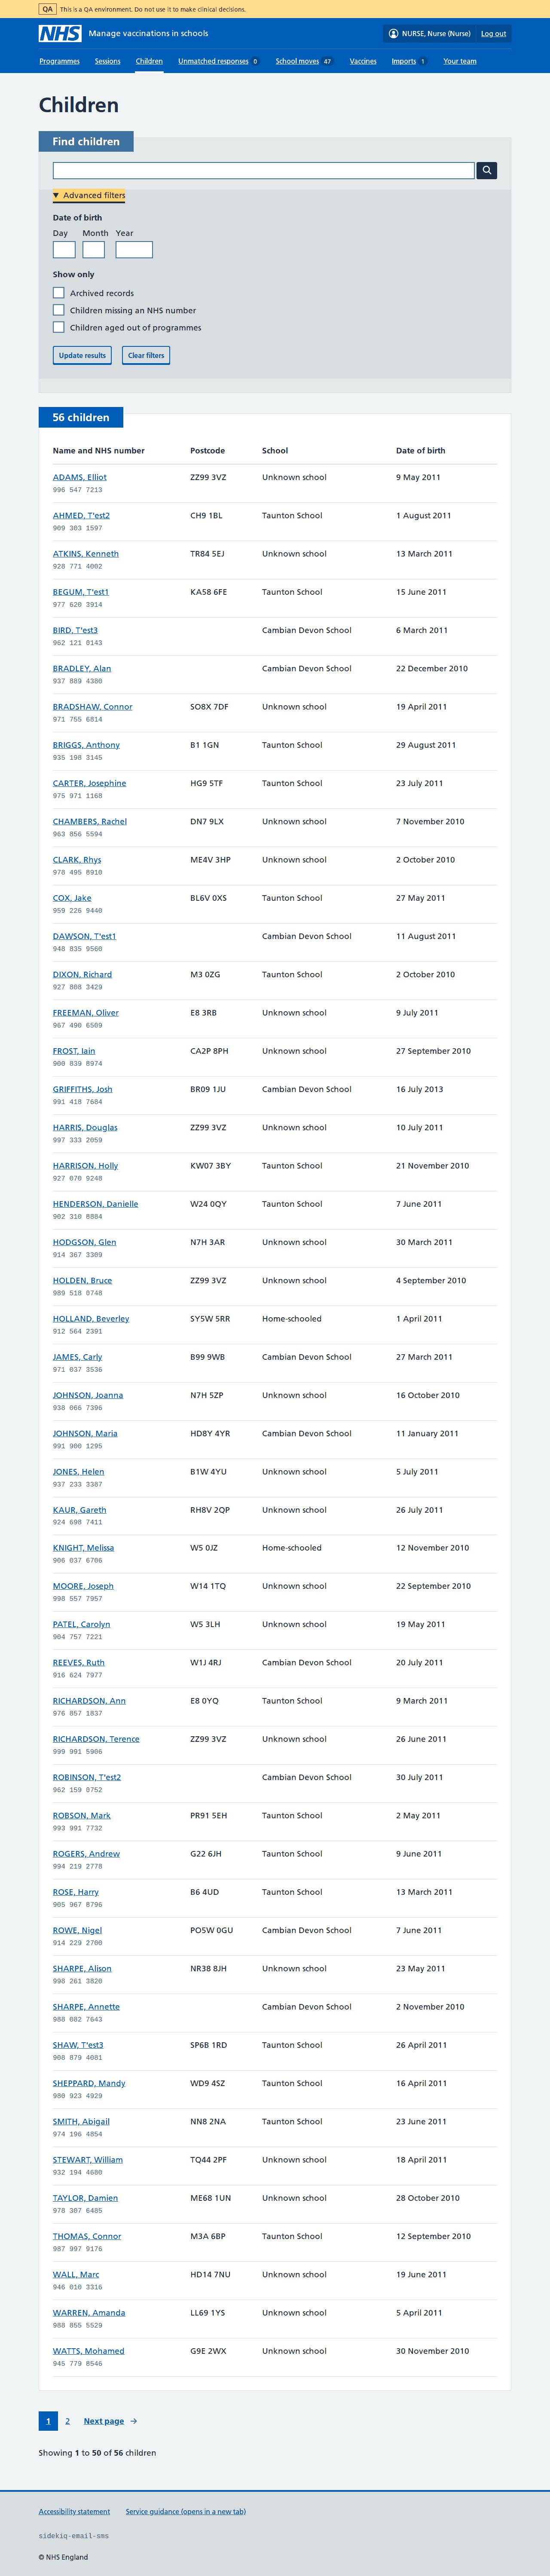 QA This is a QA environment. Do not use it to make clinical decisions.
NHS Manage vaccinations in schools NURSE, Nurse (Nurse) Log out
Programmes Sessions Children Unmatched responses 0 School moves 47 Vaccines Imports 1 Your team
Children
Find children
Advanced filters
Date of birth
Day Month Year
Show only
Archived records
Children missing an NHS number
Children aged out of programmes
Update results Clear filters
56 children
Name and NHS number Postcode School Date of birth
ADAMS, Elliot ZZ99 3VZ Unknown school 9 May 2011
996 547 7213
AHMED, T'est2 CH9 1BL Taunton School 1 August 2011
909 303 1597
ATKINS, Kenneth TR84 5EJ Unknown school 13 March 2011
928 771 4002
BEGUM, T'est1 KA58 6FE Taunton School 15 June 2011
977 620 3914
BIRD, T'est3 Cambian Devon School 6 March 2011
962 121 0143
BRADLEY, Alan Cambian Devon School 22 December 2010
937 889 4380
BRADSHAW, Connor SO8X 7DF Unknown school 19 April 2011
971 755 6814
BRIGGS, Anthony B1 1GN Taunton School 29 August 2011
935 198 3145
CARTER, Josephine HG9 5TF Taunton School 23 July 2011
975 971 1168
CHAMBERS, Rachel DN7 9LX Unknown school 7 November 2010
963 856 5594
CLARK, Rhys ME4V 3HP Unknown school 2 October 2010
978 495 8910
COX, Jake BL6V 0XS Taunton School 27 May 2011
959 226 9440
DAWSON, T'est1 Cambian Devon School 11 August 2011
948 835 9560
DIXON, Richard M3 0ZG Taunton School 2 October 2010
927 808 3429
FREEMAN, Oliver E8 3RB Unknown school 9 July 2011
967 490 6509
FROST, Iain CA2P 8PH Unknown school 27 September 2010
900 839 8974
GRIFFITHS, Josh BR09 1JU Cambian Devon School 16 July 2013
991 418 7684
HARRIS, Douglas ZZ99 3VZ Unknown school 10 July 2011
997 333 2059
HARRISON, Holly KW07 3BY Taunton School 21 November 2010
927 070 9248
HENDERSON, Danielle W24 0QY Taunton School 7 June 2011
902 310 8884
HODGSON, Glen N7H 3AR Unknown school 30 March 2011
914 367 3309
HOLDEN, Bruce ZZ99 3VZ Unknown school 4 September 2010
989 518 0748
HOLLAND, Beverley SY5W 5RR Home-schooled 1 April 2011
912 564 2391
JAMES, Carly B99 9WB Cambian Devon School 27 March 2011
971 037 3536
JOHNSON, Joanna N7H 5ZP Unknown school 16 October 2010
938 066 7396
JOHNSON, Maria HD8Y 4YR Cambian Devon School 11 January 2011
991 900 1295
JONES, Helen B1W 4YU Unknown school 5 July 2011
937 233 3387
KAUR, Gareth RH8V 2QP Unknown school 26 July 2011
924 698 7411
KNIGHT, Melissa W5 0JZ Home-schooled 12 November 2010
906 037 6706
MOORE, Joseph W14 1TQ Unknown school 22 September 2010
998 557 7957
PATEL, Carolyn W5 3LH Unknown school 19 May 2011
904 757 7221
REEVES, Ruth W1J 4RJ Cambian Devon School 20 July 2011
916 624 7977
RICHARDSON, Ann E8 0YQ Taunton School 9 March 2011
976 857 1837
RICHARDSON, Terence ZZ99 3VZ Unknown school 26 June 2011
999 991 5906
ROBINSON, T'est2 Cambian Devon School 30 July 2011
962 159 0752
ROBSON, Mark PR91 5EH Taunton School 2 May 2011
993 991 7732
ROGERS, Andrew G22 6JH Taunton School 9 June 2011
994 219 2778
ROSE, Harry B6 4UD Taunton School 13 March 2011
905 967 8796
ROWE, Nigel PO5W 0GU Cambian Devon School 7 June 2011
914 229 2700
SHARPE, Alison NR38 8JH Unknown school 23 May 2011
998 261 3820
SHARPE, Annette Cambian Devon School 2 November 2010
988 082 7643
SHAW, T'est3 SP6B 1RD Taunton School 26 April 2011
908 879 4081
SHEPPARD, Mandy WD9 4SZ Taunton School 16 April 2011
980 923 4929
SMITH, Abigail NN8 2NA Taunton School 23 June 2011
974 196 4854
STEWART, William TQ44 2PF Unknown school 18 April 2011
932 194 4680
TAYLOR, Damien ME68 1UN Unknown school 28 October 2010
978 307 6485
THOMAS, Connor M3A 6BP Taunton School 12 September 2010
987 997 9176
WALL, Marc HD14 7NU Unknown school 19 June 2011
946 010 3316
WARREN, Amanda LL69 1YS Unknown school 5 April 2011
988 855 5529
WATTS, Mohamed G9E 2WX Unknown school 30 November 2010
945 779 8546
1 2 Next page
Showing 1 to 50 of 56 children
Accessibility statement Service guidance (opens in a new tab)
sidekiq-email-sms
© NHS England